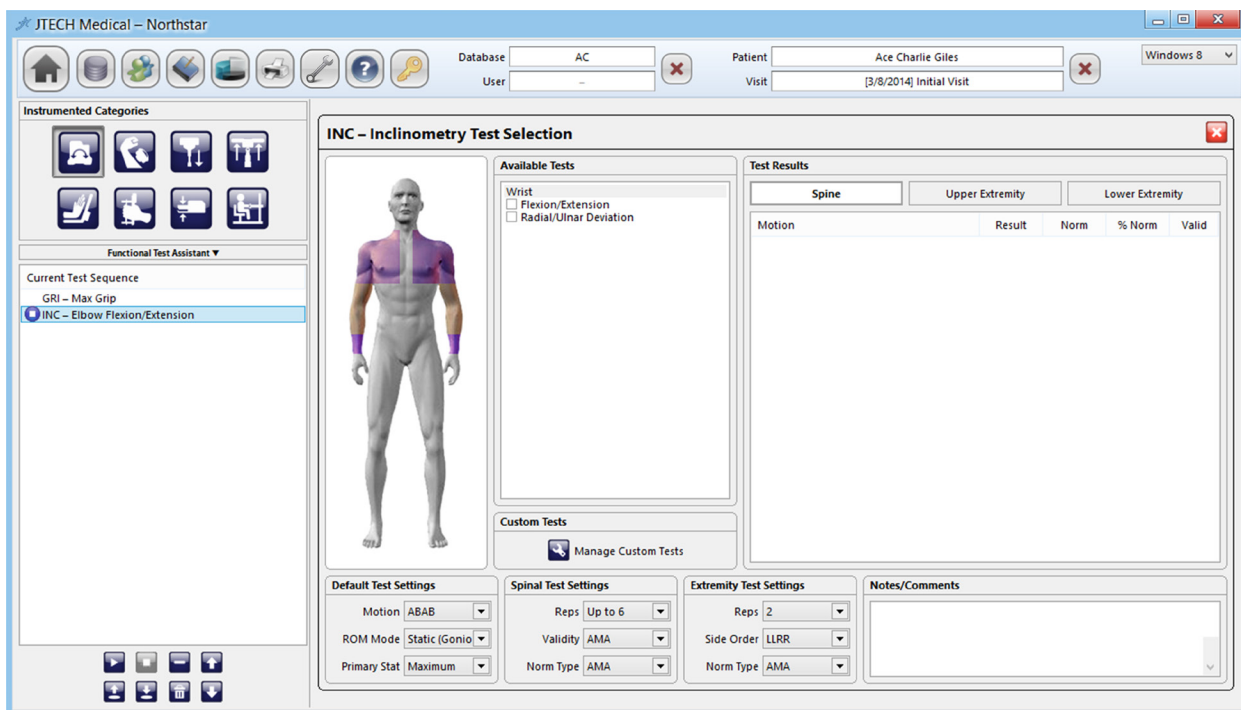 JTECH Medical – Northstar
Database AC
User –
Patient Ace Charlie Giles
Visit [3/8/2014] Initial Visit
Windows 8
Instrumented Categories
Functional Test Assistant ▼
Current Test Sequence
GRI – Max Grip
INC – Elbow Flexion/Extension
INC – Inclinometry Test Selection
Available Tests
Wrist
Flexion/Extension
Radial/Ulnar Deviation
Custom Tests
Manage Custom Tests
Test Results
Spine Upper Extremity Lower Extremity
Motion Result Norm % Norm Valid
Default Test Settings
Motion ABAB
ROM Mode Static (Gonio
Primary Stat Maximum
Spinal Test Settings
Reps Up to 6
Validity AMA
Norm Type AMA
Extremity Test Settings
Reps 2
Side Order LLRR
Norm Type AMA
Notes/Comments